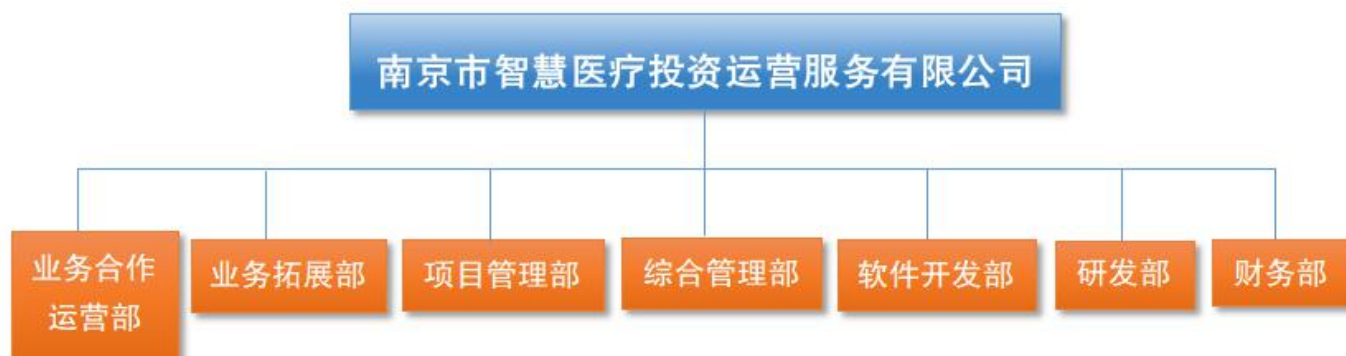 南京市智慧医疗投资运营服务有限公司
业务合作
运营部
业务拓展部
项目管理部
综合管理部
软件开发部
研发部
财务部